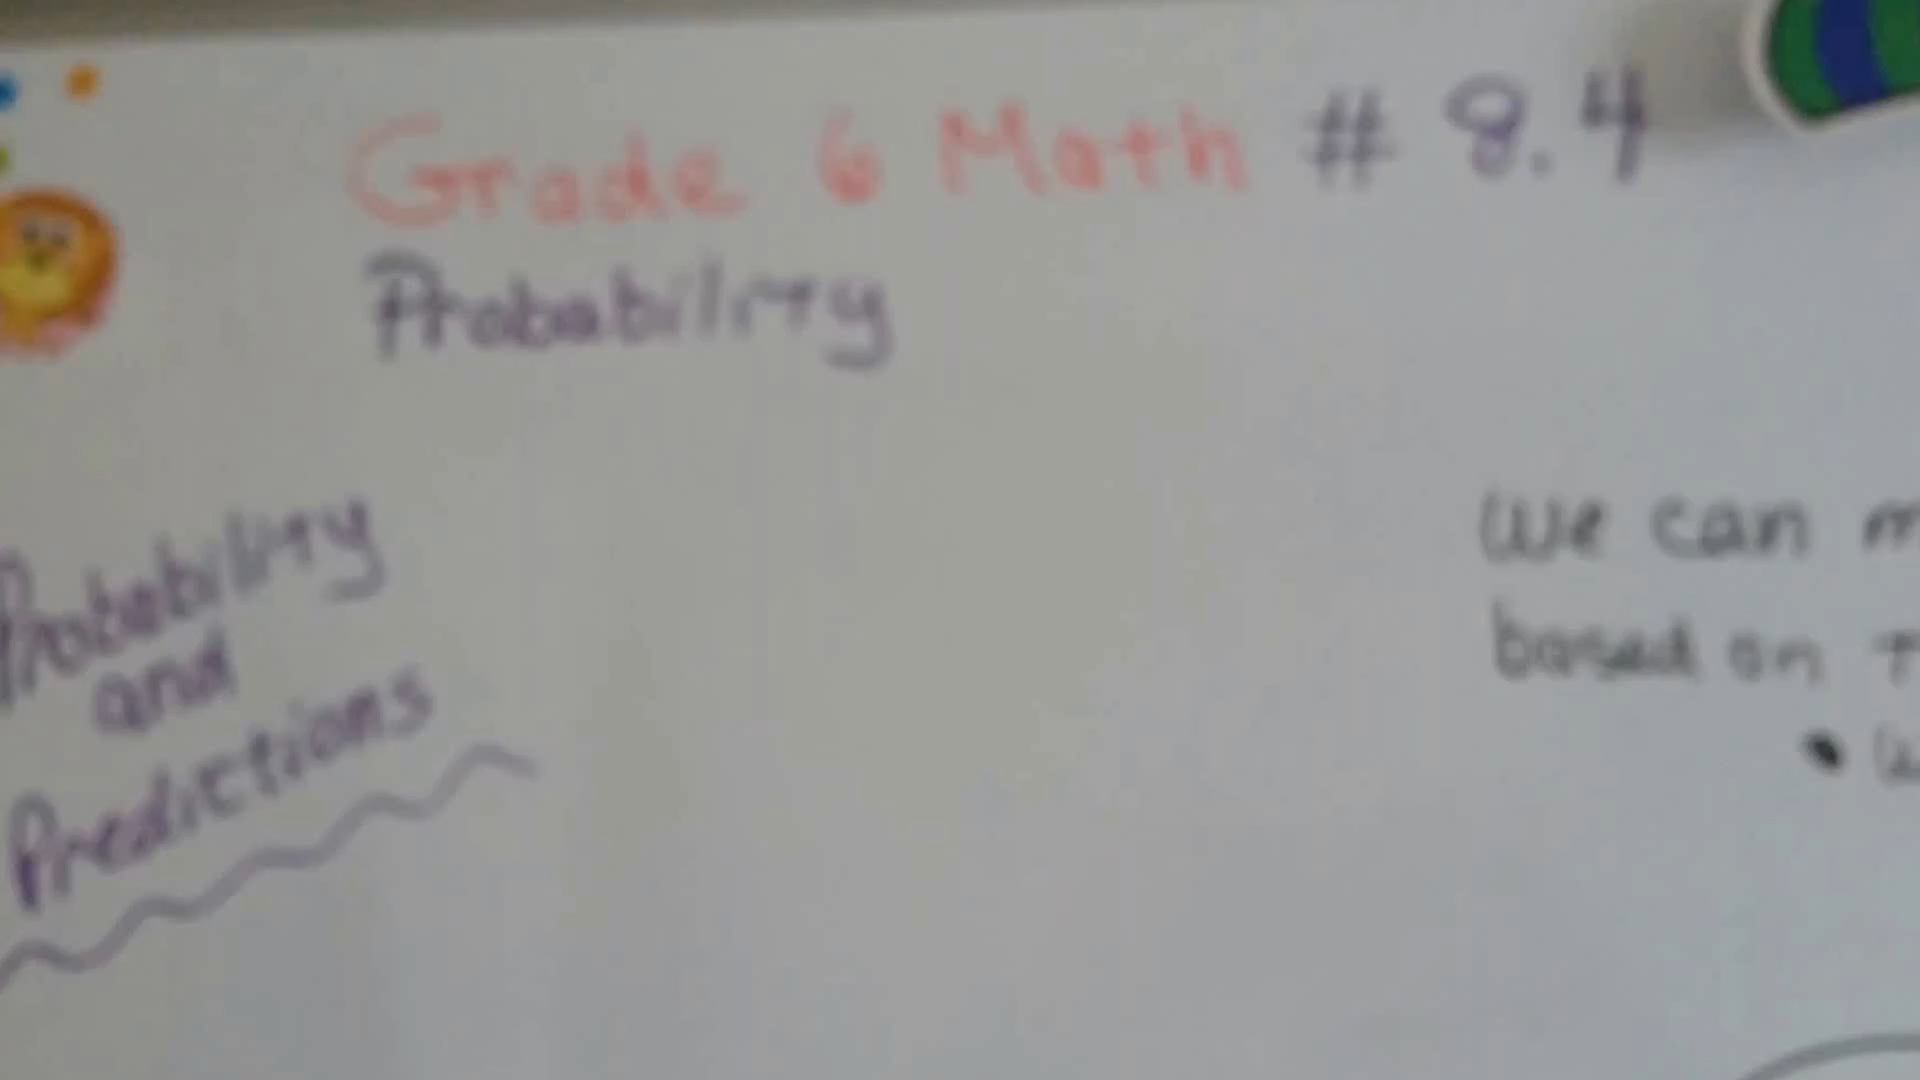 Grade 6 Math # 8.4
Probability
Probability
and
Predictions
We can
based on